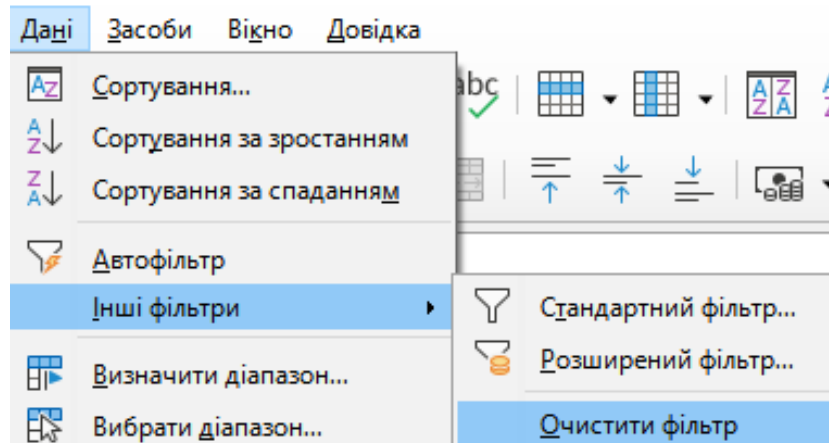 Дані Засоби Вікно Довідка
Сортування...
Сортування за зростанням
Сортування за спаданням
Автофільтр
Інші фільтри
Стандартний фільтр...
Розширений фільтр...
Очистити фільтр
Визначити діапазон...
Вибрати діапазон...